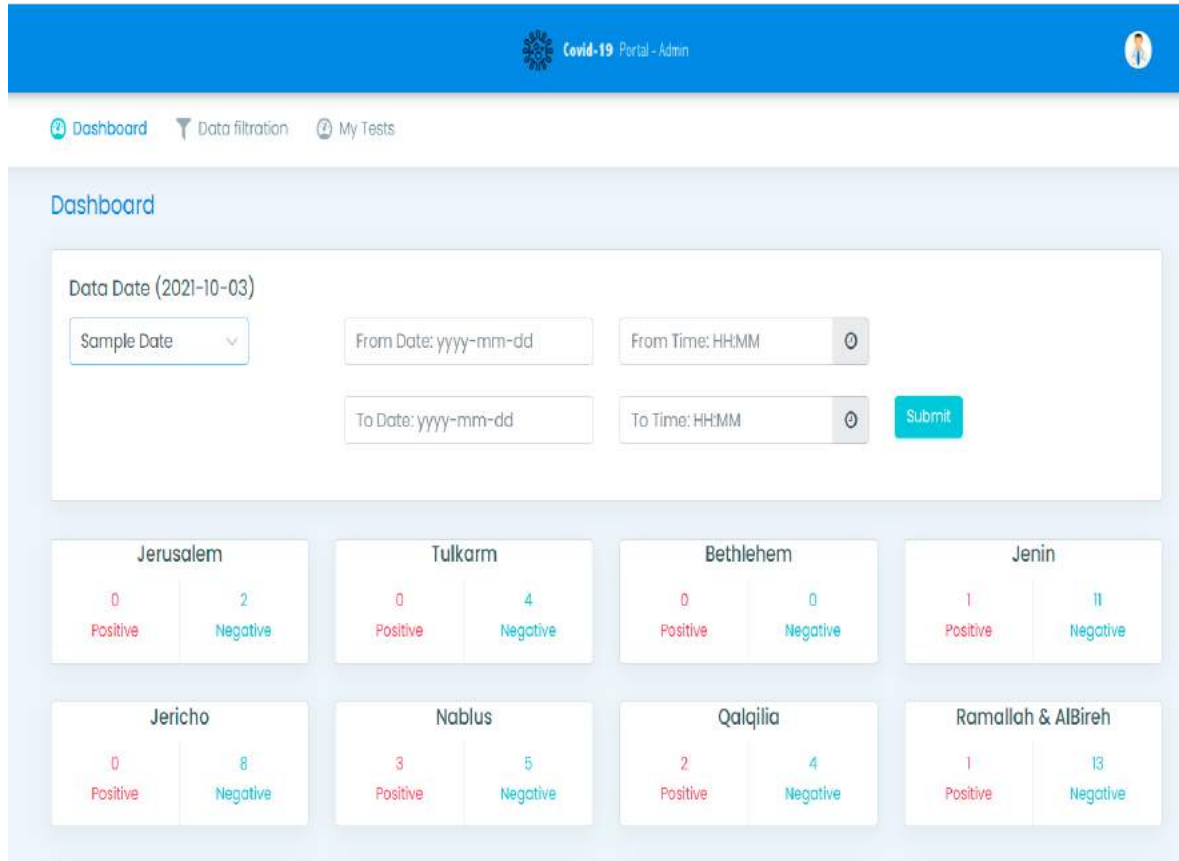 Covid-19 Portal - Admin
Dashboard Data filtration My Tests
Dashboard
Data Date (2021-10-03)
Sample Date From Date: yyyy-mm-dd From Time: HH:MM
To Date: yyyy-mm-dd To Time: HH:MM Submit
Jerusalem Tulkarm Bethlehem Jenin
0 2 0 4 0 0 1 11
Positive Negative Positive Negative Positive Negative Positive Negative
Jericho Nablus Qalqilia Ramallah & AlBireh
0 8 3 5 2 4 1 13
Positive Negative Positive Negative Positive Negative Positive Negative